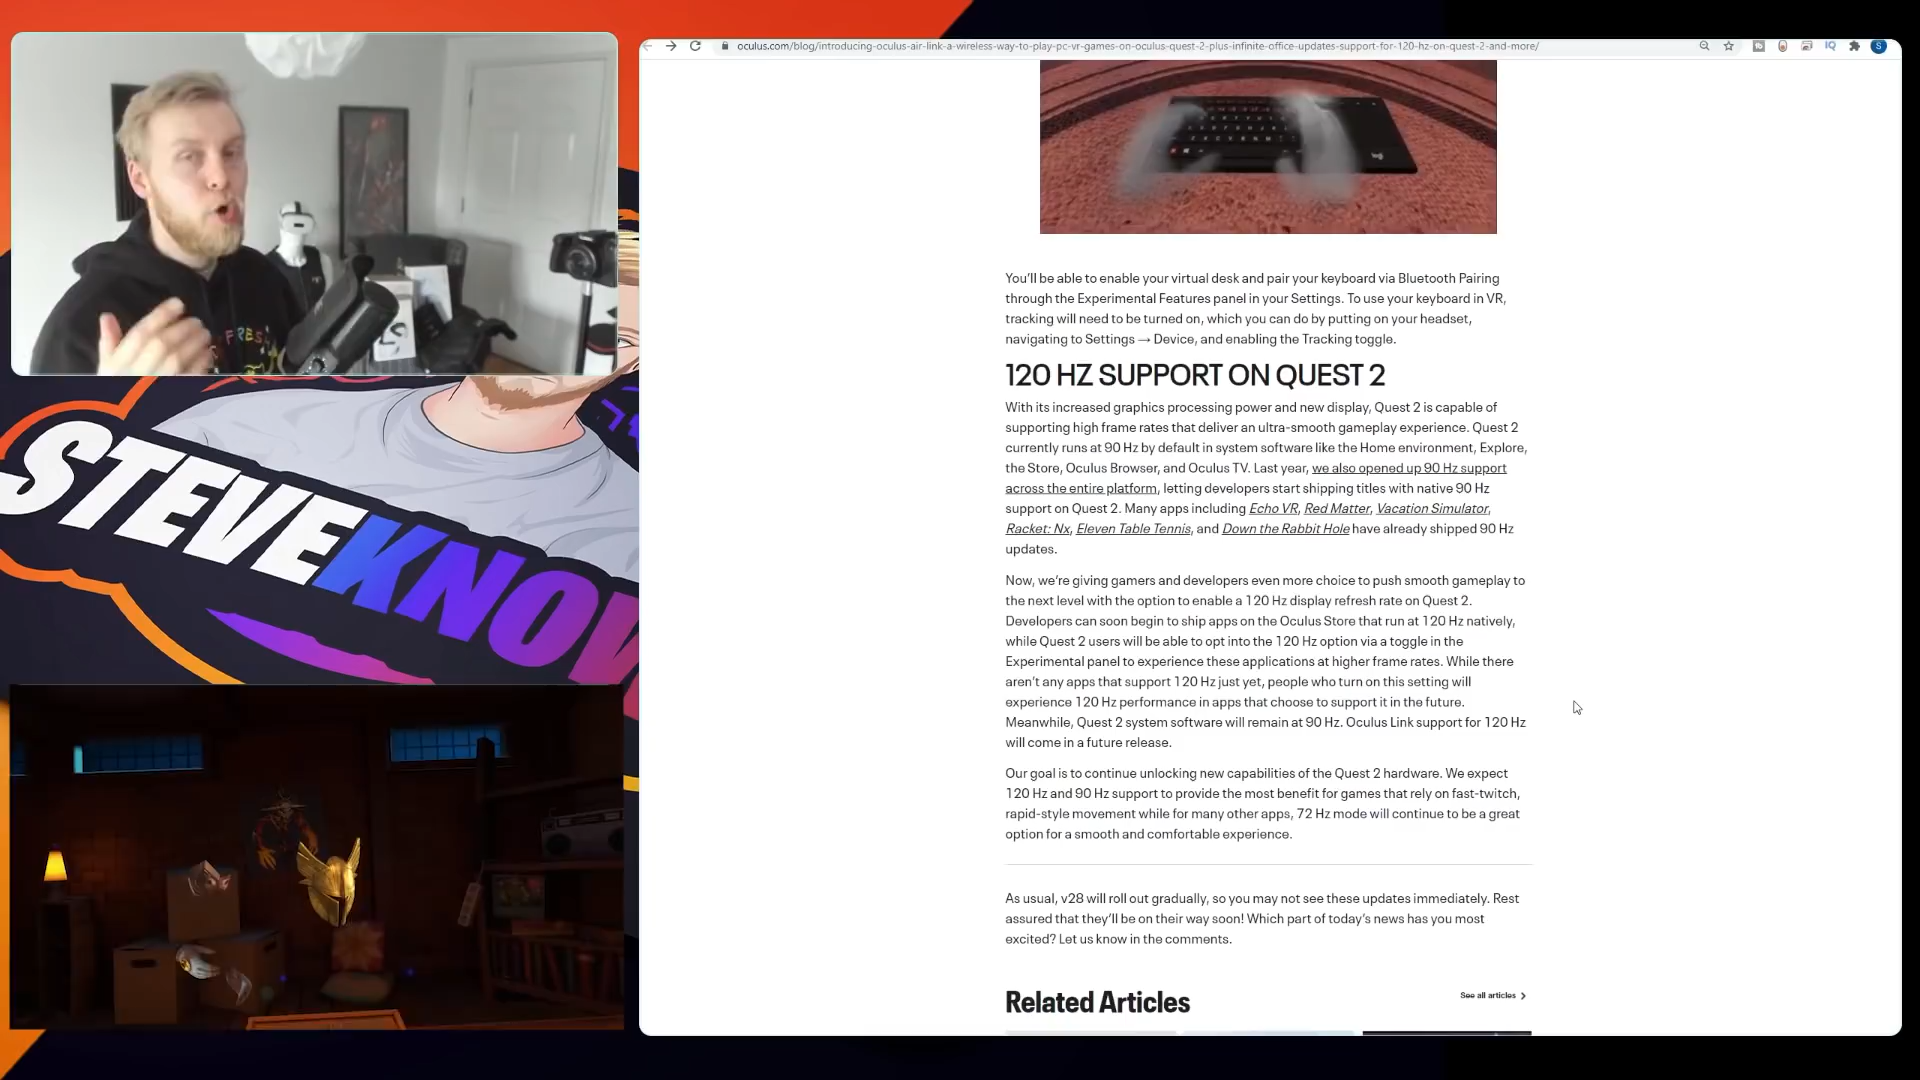 oculus.com/blog/introducing-oculus-air-link-a-wireless-way-to-play-pc-vr-games-on-oculus-quest-2-plus-infinite-office-updates-support-for-120-hz-on-quest-2-and-more/
IQ
S
FRESH
STEVEKNOW
You'll be able to enable your virtual desk and pair your keyboard via Bluetooth Pairing
through the Experimental Features panel in your Settings. To use your keyboard in VR,
tracking will need to be turned on, which you can do by putting on your headset,
navigating to Settings → Device, and enabling the Tracking toggle.
120 HZ SUPPORT ON QUEST 2
With its increased graphics processing power and new display, Quest 2 is capable of
supporting high frame rates that deliver an ultra-smooth gameplay experience. Quest 2
currently runs at 90 Hz by default in system software like the Home environment, Explore,
the Store, Oculus Browser, and Oculus TV. Last year, we also opened up 90 Hz support
across the entire platform, letting developers start shipping titles with native 90 Hz
support on Quest 2. Many apps including Echo VR, Red Matter, Vacation Simulator,
Racket: Nx, Eleven Table Tennis, and Down the Rabbit Hole have already shipped 90 Hz
updates.
Now, we're giving gamers and developers even more choice to push smooth gameplay to
the next level with the option to enable a 120 Hz display refresh rate on Quest 2.
Developers can soon begin to ship apps on the Oculus Store that run at 120 Hz natively,
while Quest 2 users will be able to opt into the 120 Hz option via a toggle in the
Experimental panel to experience these applications at higher frame rates. While there
aren't any apps that support 120 Hz just yet, people who turn on this setting will
experience 120 Hz performance in apps that choose to support it in the future.
Meanwhile, Quest 2 system software will remain at 90 Hz. Oculus Link support for 120 Hz
will come in a future release.
Our goal is to continue unlocking new capabilities of the Quest 2 hardware. We expect
120 Hz and 90 Hz support to provide the most benefit for games that rely on fast-twitch,
rapid-style movement while for many other apps, 72 Hz mode will continue to be a great
option for a smooth and comfortable experience.
As usual, v28 will roll out gradually, so you may not see these updates immediately. Rest
assured that they'll be on their way soon! Which part of today's news has you most
excited? Let us know in the comments.
Related Articles
See all articles